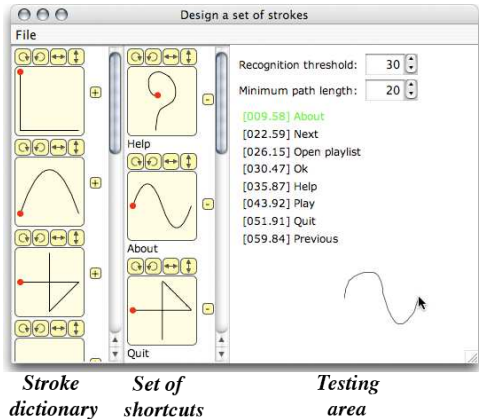 Design a set of strokes
File
Help
About
Quit
Recognition threshold: 30
Minimum path length: 20
[009.58] About
[022.59] Next
[026.15] Open playlist
[030.47] Ok
[035.87] Help
[043.92] Play
[051.91] Quit
[059.84] Previous
Stroke dictionary
Set of shortcuts
Testing area